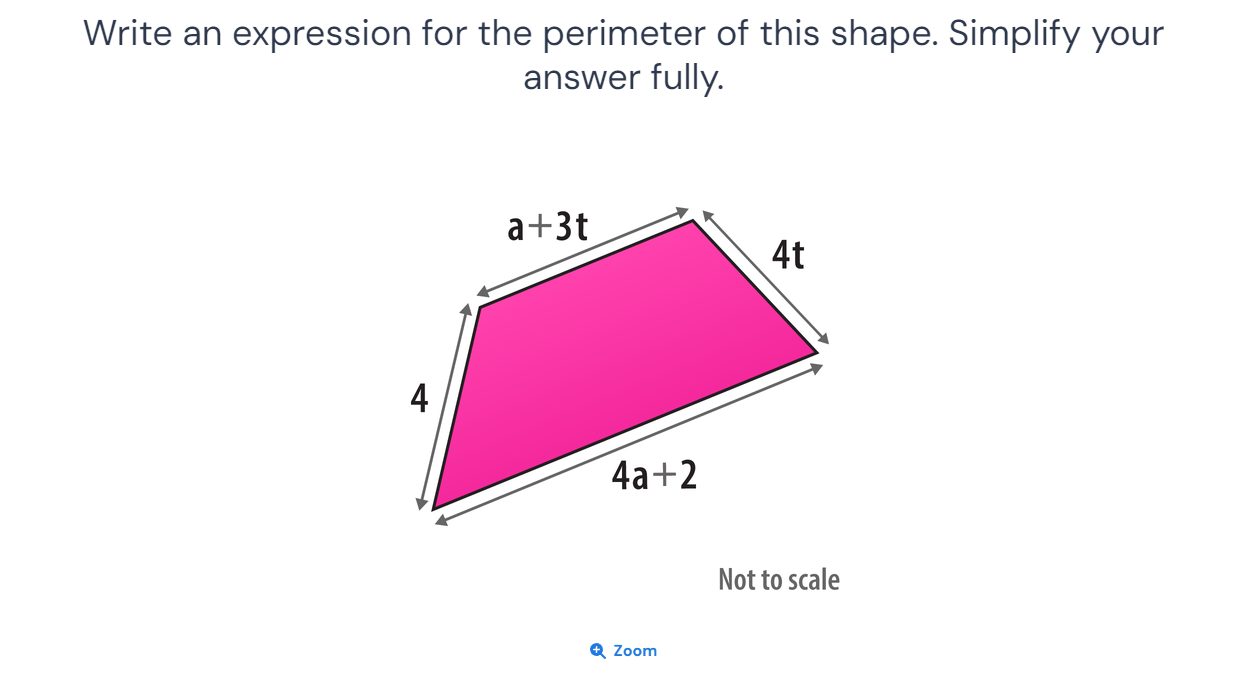 Write an expression for the perimeter of this shape. Simplify your
answer fully.
a+3t
4t
4
4a+2
Not to scale
Zoom